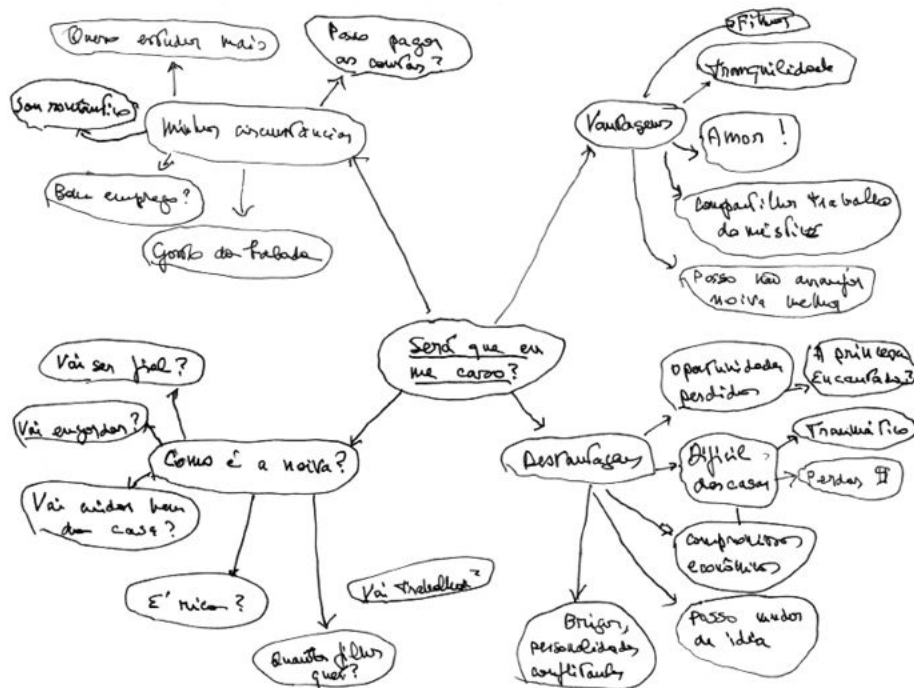 Quero estudar mais
Posso pagar
as contas?
Sou romântico
Minhas circunstâncias
Bom emprego?
Gosto da
Filhos
Tranquilidade
Vantagens
Amor!
Compartilhar trabalho
doméstico
Posso não arranjar
noiva melhor
Será que eu
me caso?
Vai ser fiel?
Vai engordar?
Como é a noiva?
Vai cuidar bem
da casa?
É rica?
Vai trabalhar?
Quantos filhos
quer?
Desvantagens
Oportunidades
perdidas
A princesa
Encantada?
Difícil
descasar
Traumático
Perdas
compromissos
econômicos
Posso mudar
de idéia
Brigas,
personalidades
conflitantes